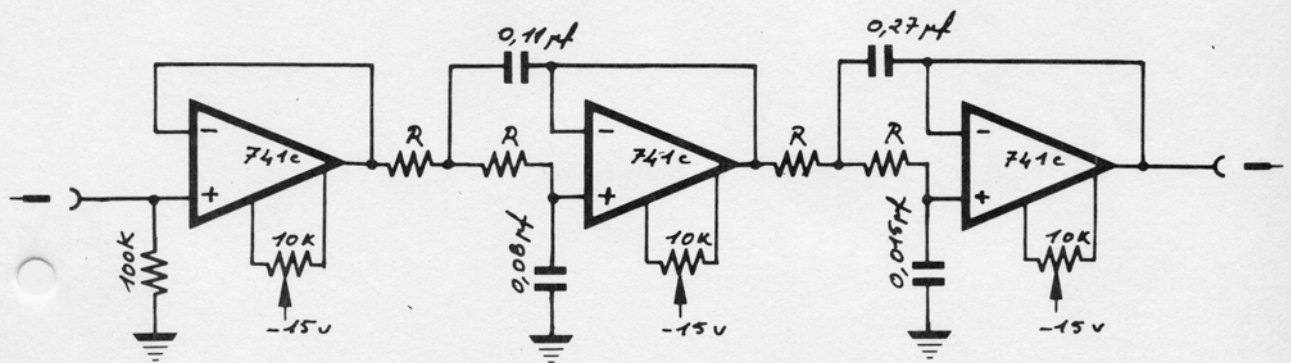 0,11 µf
0,27 µf
R
R
R
R
−
741c
+
−
741c
+
−
741c
+
100K
10K
-15v
0,08 µf
10K
-15v
0,015 µf
10K
-15v